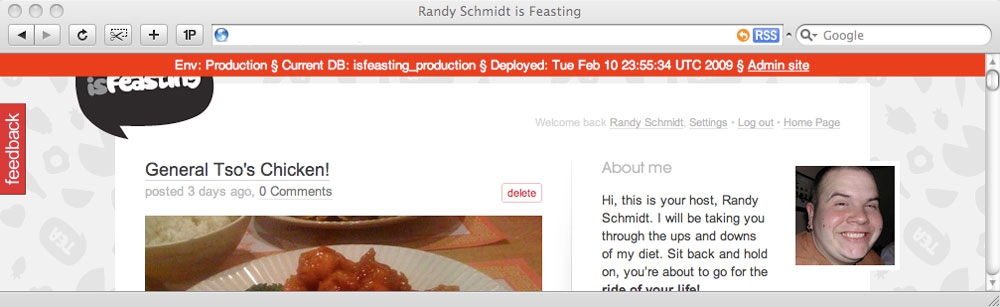 Randy Schmidt is Feasting
1P
RSS
Google
Env: Production § Current DB: isfeasting_production § Deployed: Tue Feb 10 23:55:34 UTC 2009 § Admin site
isFeasting
feedback
Welcome back Randy Schmidt, Settings • Log out • Home Page
General Tso's Chicken!
posted 3 days ago, 0 Comments
delete
About me
Hi, this is your host, Randy
Schmidt. I will be taking you
through the ups and downs
of my diet. Sit back and hold
on, you're about to go for the
ride of your life!
TEA
TEA